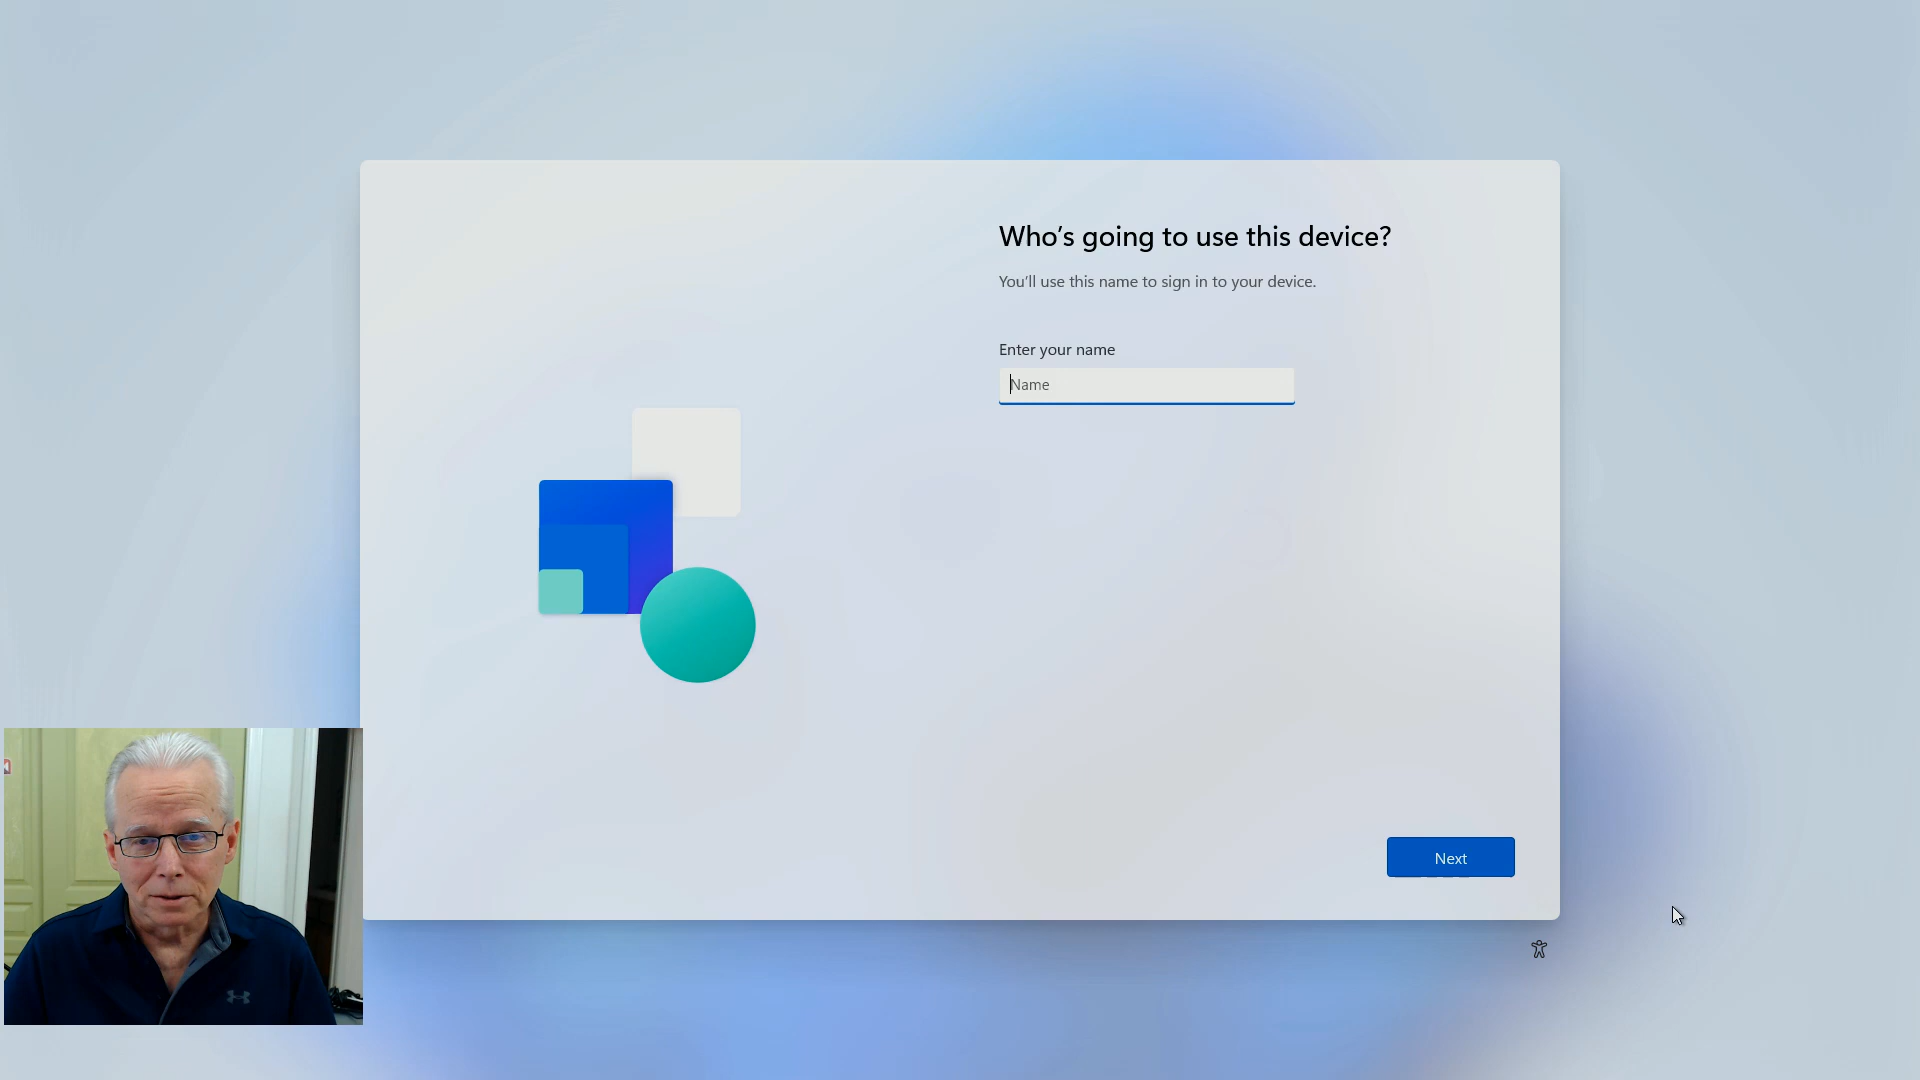 Who's going to use this device?
You'll use this name to sign in to your device.
Enter your name
Name
Next